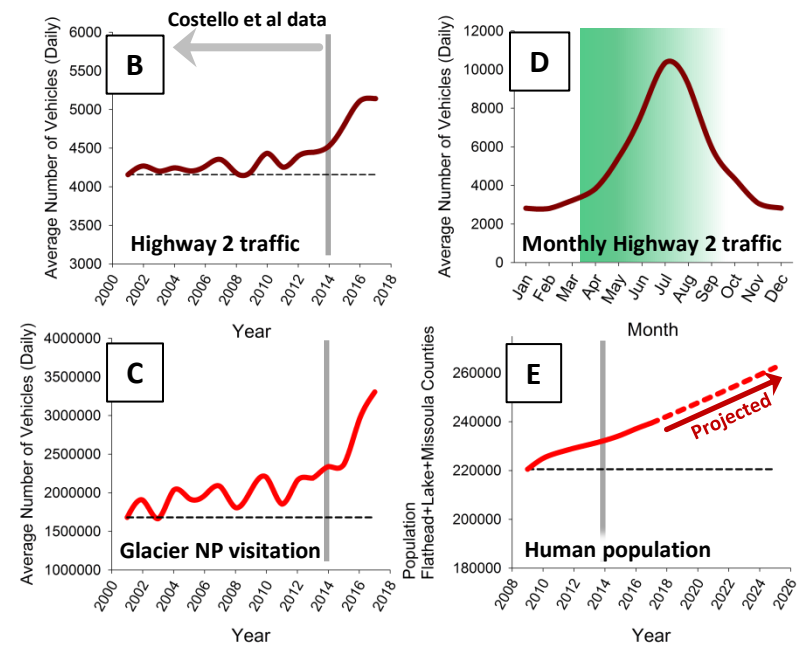 Costello et al data
B
Average Number of Vehicles (Daily)
6000
5500
5000
4500
4000
3500
3000
Highway 2 traffic
2000
2002
2004
2006
2008
2010
2012
2014
2016
2018
Year
D
Average Number of Vehicles (Daily)
12000
10000
8000
6000
4000
2000
0
Monthly Highway 2 traffic
Jan
Feb
Mar
Apr
May
Jun
Jul
Aug
Sep
Oct
Nov
Dec
Month
C
Average Number of Vehicles (Daily)
4000000
3500000
3000000
2500000
2000000
1500000
1000000
Glacier NP visitation
2000
2002
2004
2006
2008
2010
2012
2014
2016
2018
Year
E
Population
Flathead+Lake+Missoula Counties
260000
240000
220000
200000
180000
Projected
Human population
2008
2010
2012
2014
2016
2018
2020
2022
2024
2026
Year